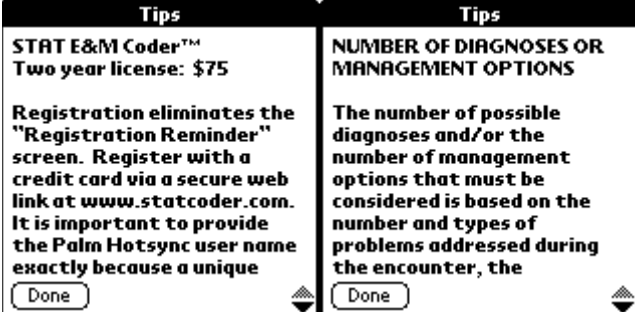 Tips
STAT E&M Coder™
Two year license: $75
Registration eliminates the
"Registration Reminder"
screen. Register with a
credit card via a secure web
link at www.statcoder.com.
It is important to provide
the Palm Hotsync user name
exactly because a unique
Done
Tips
NUMBER OF DIAGNOSES OR
MANAGEMENT OPTIONS
The number of possible
diagnoses and/or the
number of management
options that must be
considered is based on the
number and types of
problems addressed during
the encounter, the
Done